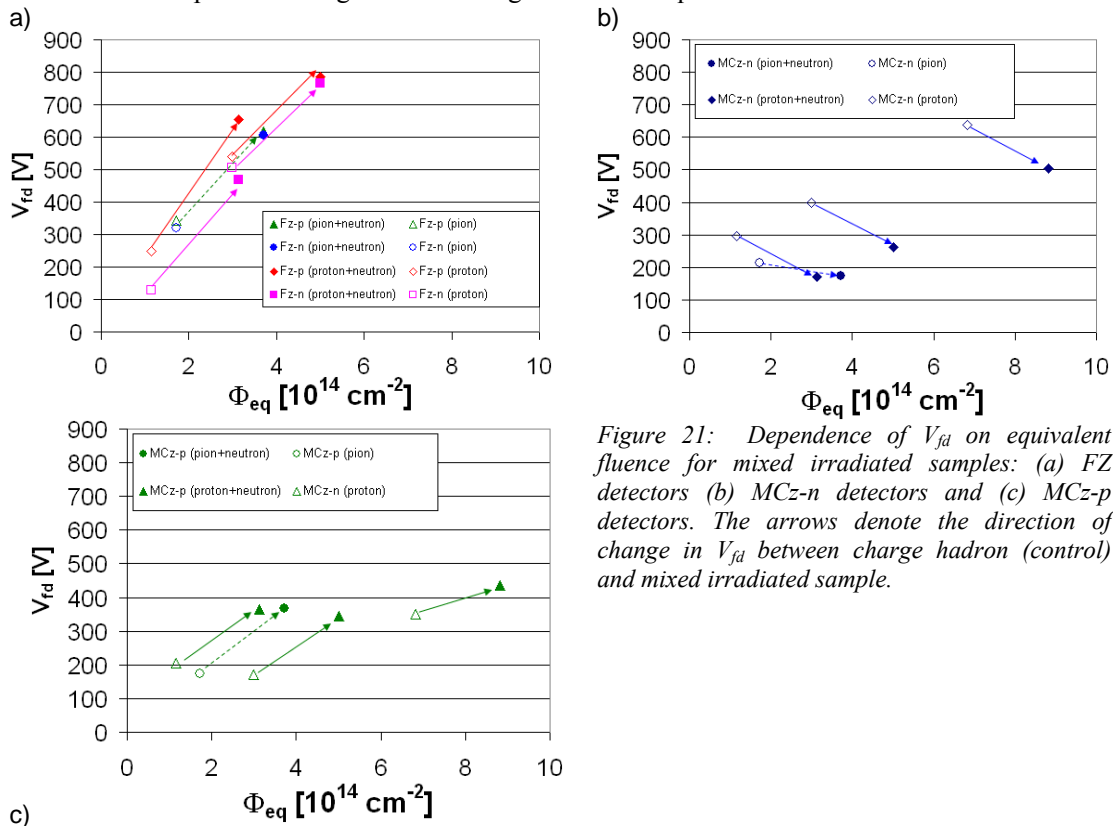 a)
900
800
700
600
500
400
300
200
100
0
V_fd [V]
Fz-p (pion+neutron) Fz-p (pion)
Fz-n (pion+neutron) Fz-n (pion)
Fz-p (proton+neutron) Fz-p (proton)
Fz-n (proton+neutron) Fz-n (proton)
0 2 4 6 8 10
Φ_eq [10^14 cm^-2]
b)
900
800
700
600
500
400
300
200
100
0
V_fd [V]
MCz-n (pion+neutron) MCz-n (pion)
MCz-n (proton+neutron) MCz-n (proton)
0 2 4 6 8 10
Φ_eq [10^14 cm^-2]
900
800
700
600
500
400
300
200
100
0
V_fd [V]
MCz-p (pion+neutron) MCz-p (pion)
MCz-p (proton+neutron) MCz-n (proton)
0 2 4 6 8 10
Φ_eq [10^14 cm^-2]
c)
Figure 21: Dependence of V_fd on equivalent
fluence for mixed irradiated samples: (a) FZ
detectors (b) MCz-n detectors and (c) MCz-p
detectors. The arrows denote the direction of
change in V_fd between charge hadron (control)
and mixed irradiated sample.